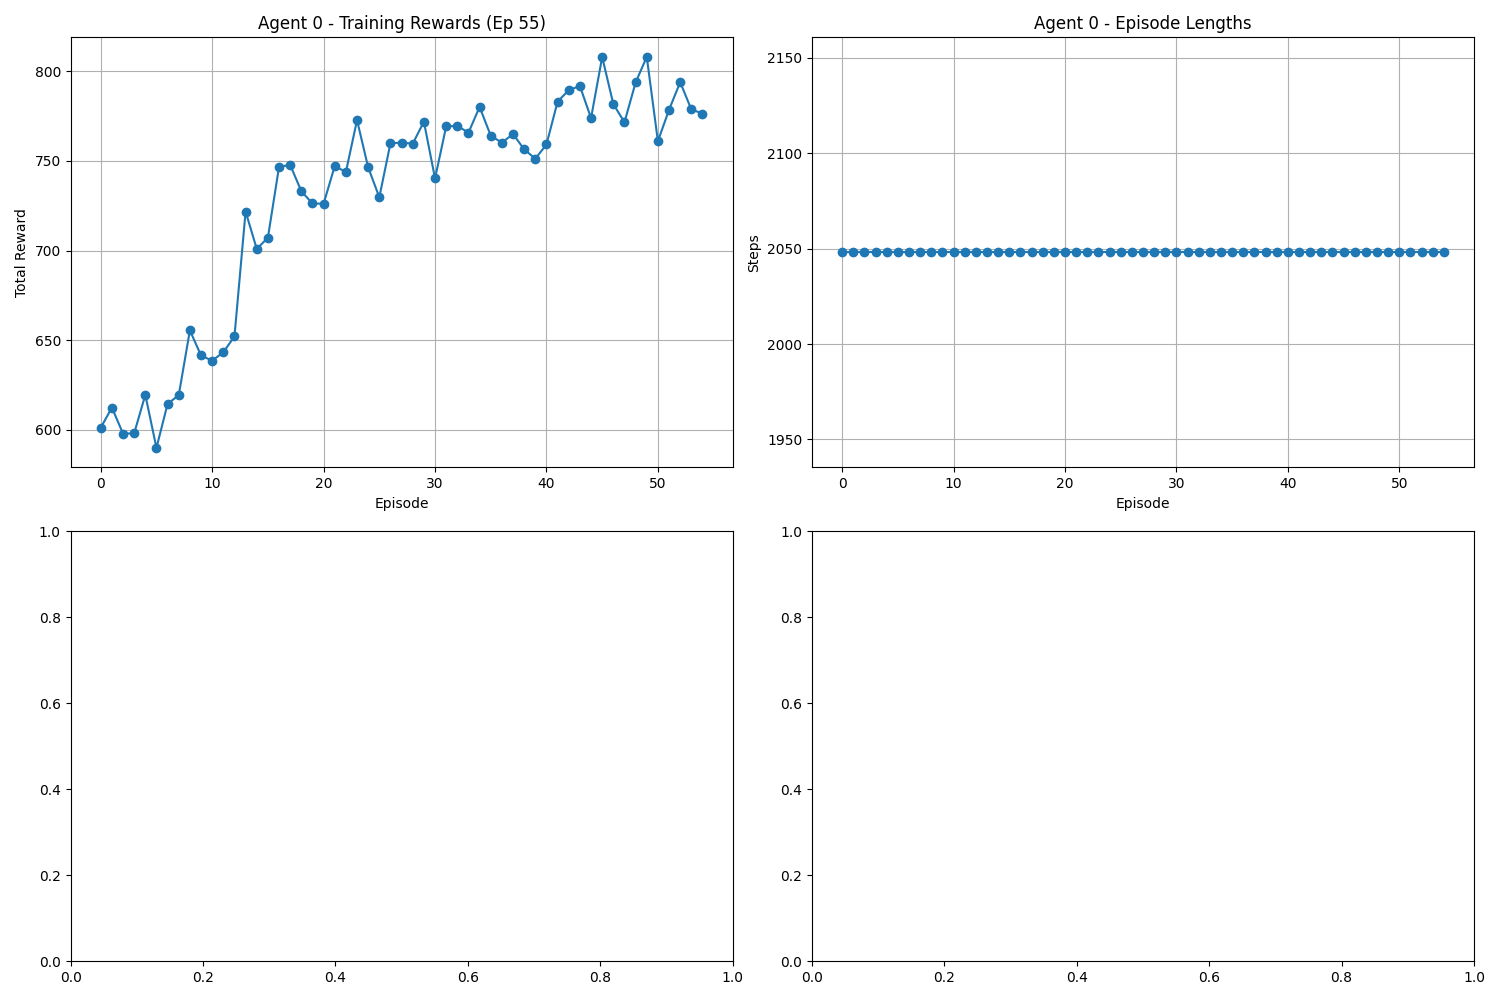 Agent 0 - Training Rewards (Ep 55)
Total Reward
800
750
700
650
600
0 10 20 30 40 50
Episode
Agent 0 - Episode Lengths
Steps
2150
2100
2050
2000
1950
0 10 20 30 40 50
Episode
1.0
0.8
0.6
0.4
0.2
0.0
0.0 0.2 0.4 0.6 0.8 1.0
1.0
0.8
0.6
0.4
0.2
0.0
0.0 0.2 0.4 0.6 0.8 1.0